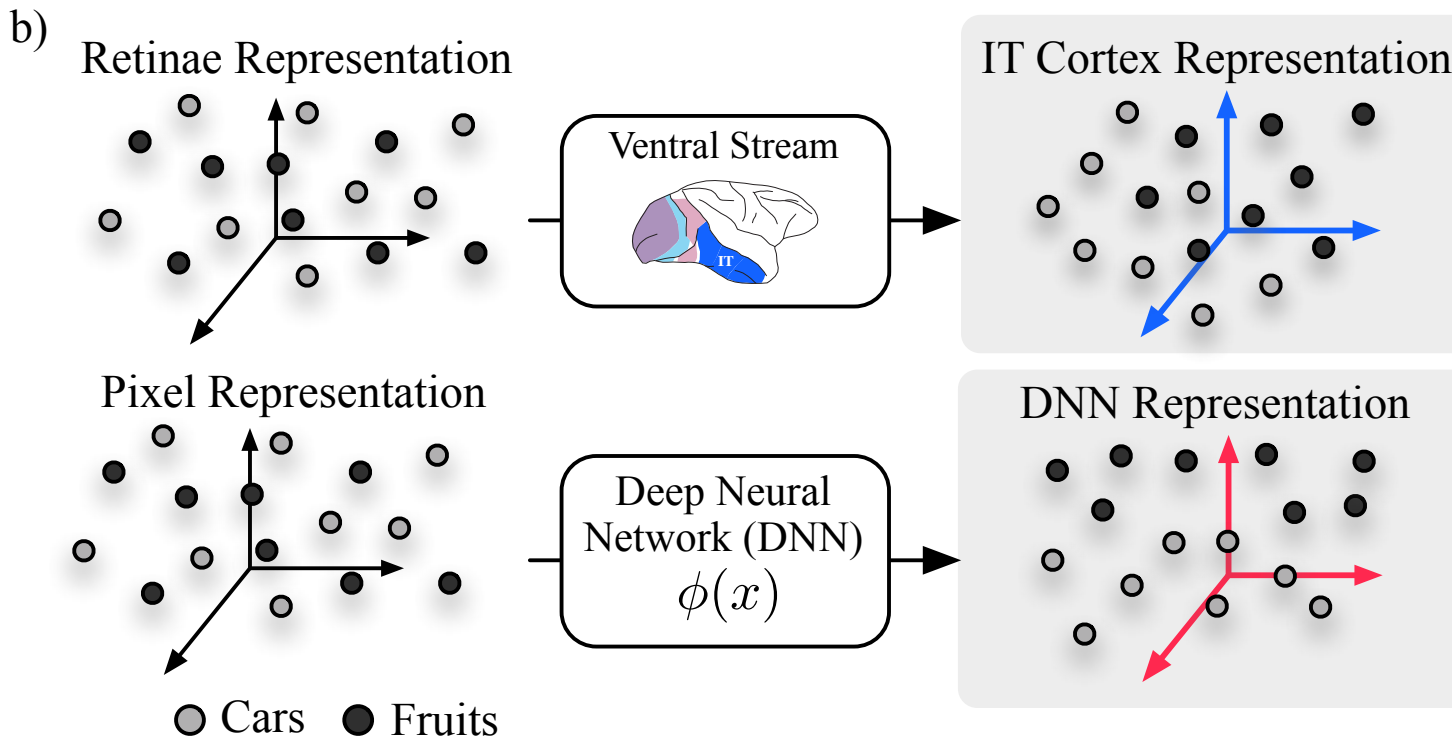 b)
Retinae Representation
Ventral Stream
IT
IT Cortex Representation
Pixel Representation
Deep Neural
Network (DNN)
ϕ(x)
DNN Representation
Cars
Fruits